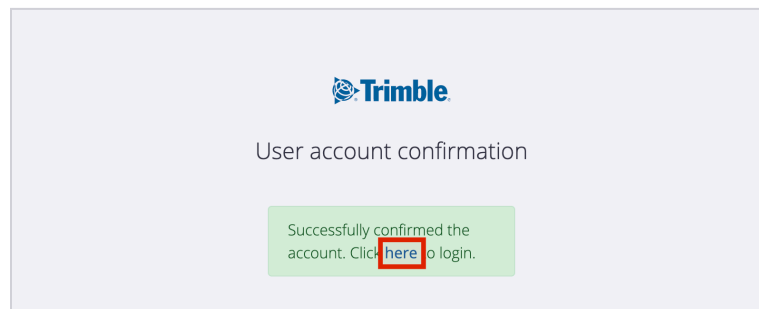 Trimble®
User account confirmation
Successfully confirmed the
account. Click here to login.